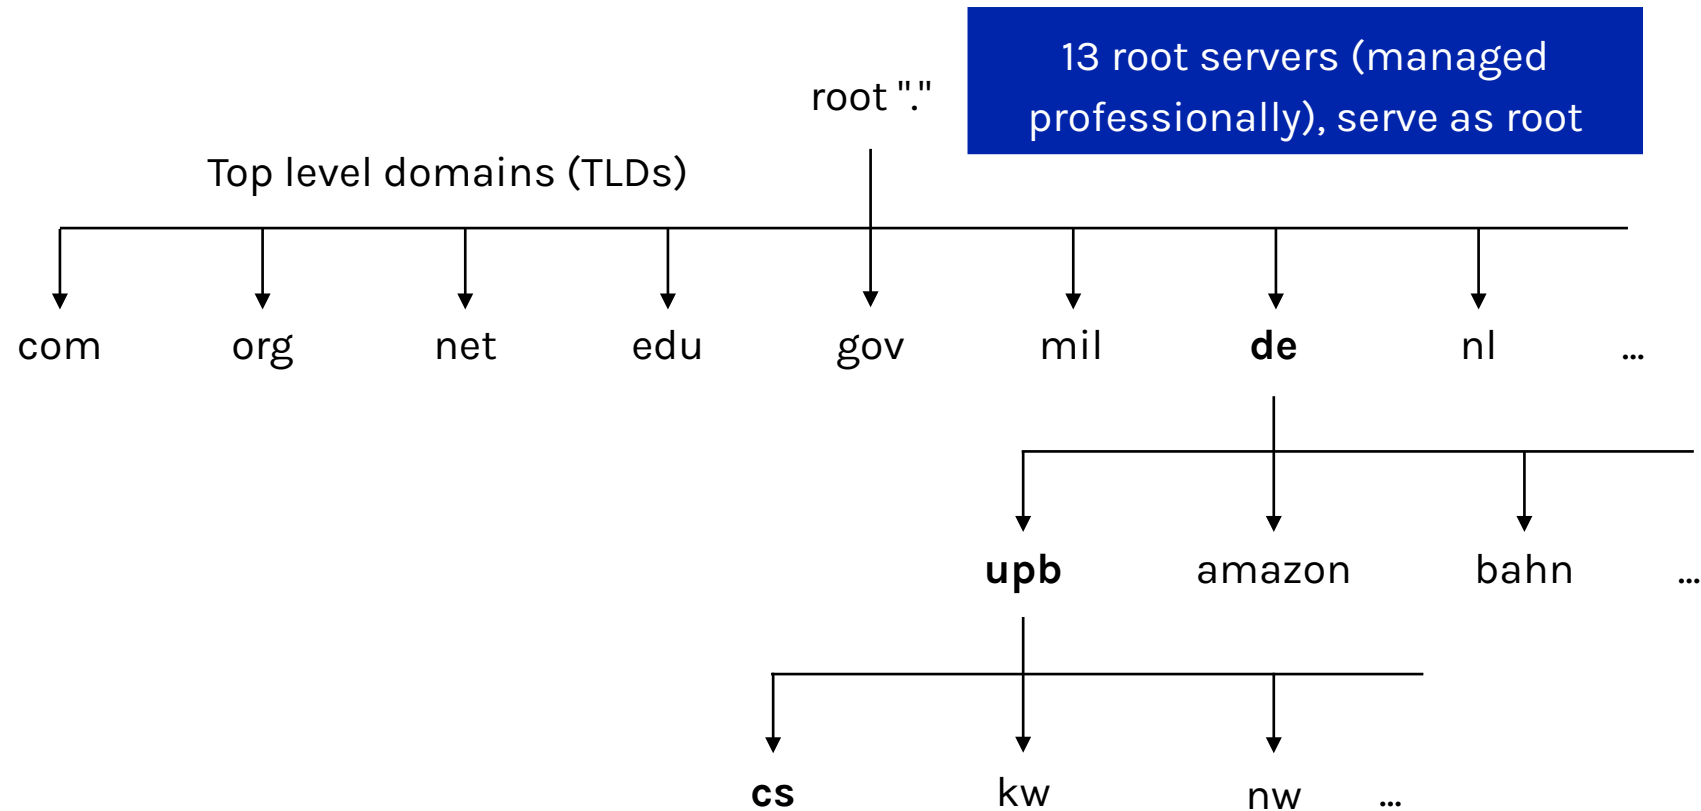 13 root servers (managed
professionally), serve as root
root "."
Top level domains (TLDs)
com org net edu gov mil de nl ...
upb amazon bahn ...
cs kw nw ...